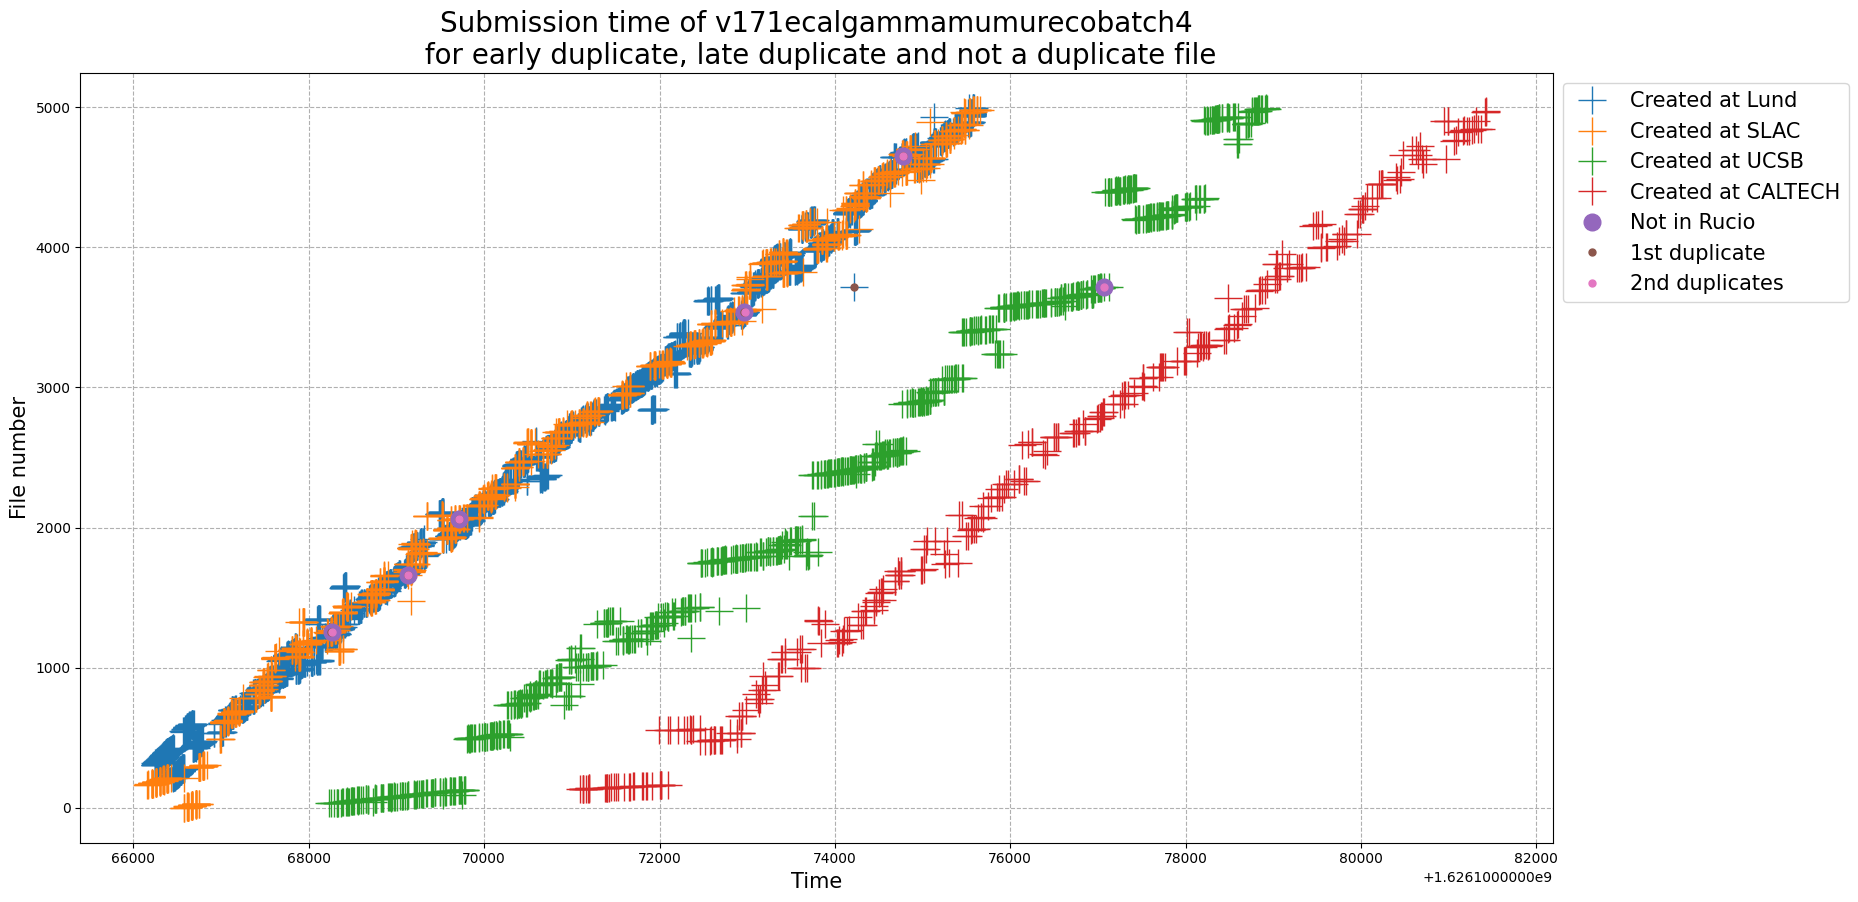 Submission time of v171ecalgammamumurecobatch4
for early duplicate, late duplicate and not a duplicate file
File number
5000
4000
3000
2000
1000
0
66000
68000
70000
72000
74000
76000
78000
80000
82000
+1.6261000000e9
Time
Created at Lund
Created at SLAC
Created at UCSB
Created at CALTECH
Not in Rucio
1st duplicate
2nd duplicates